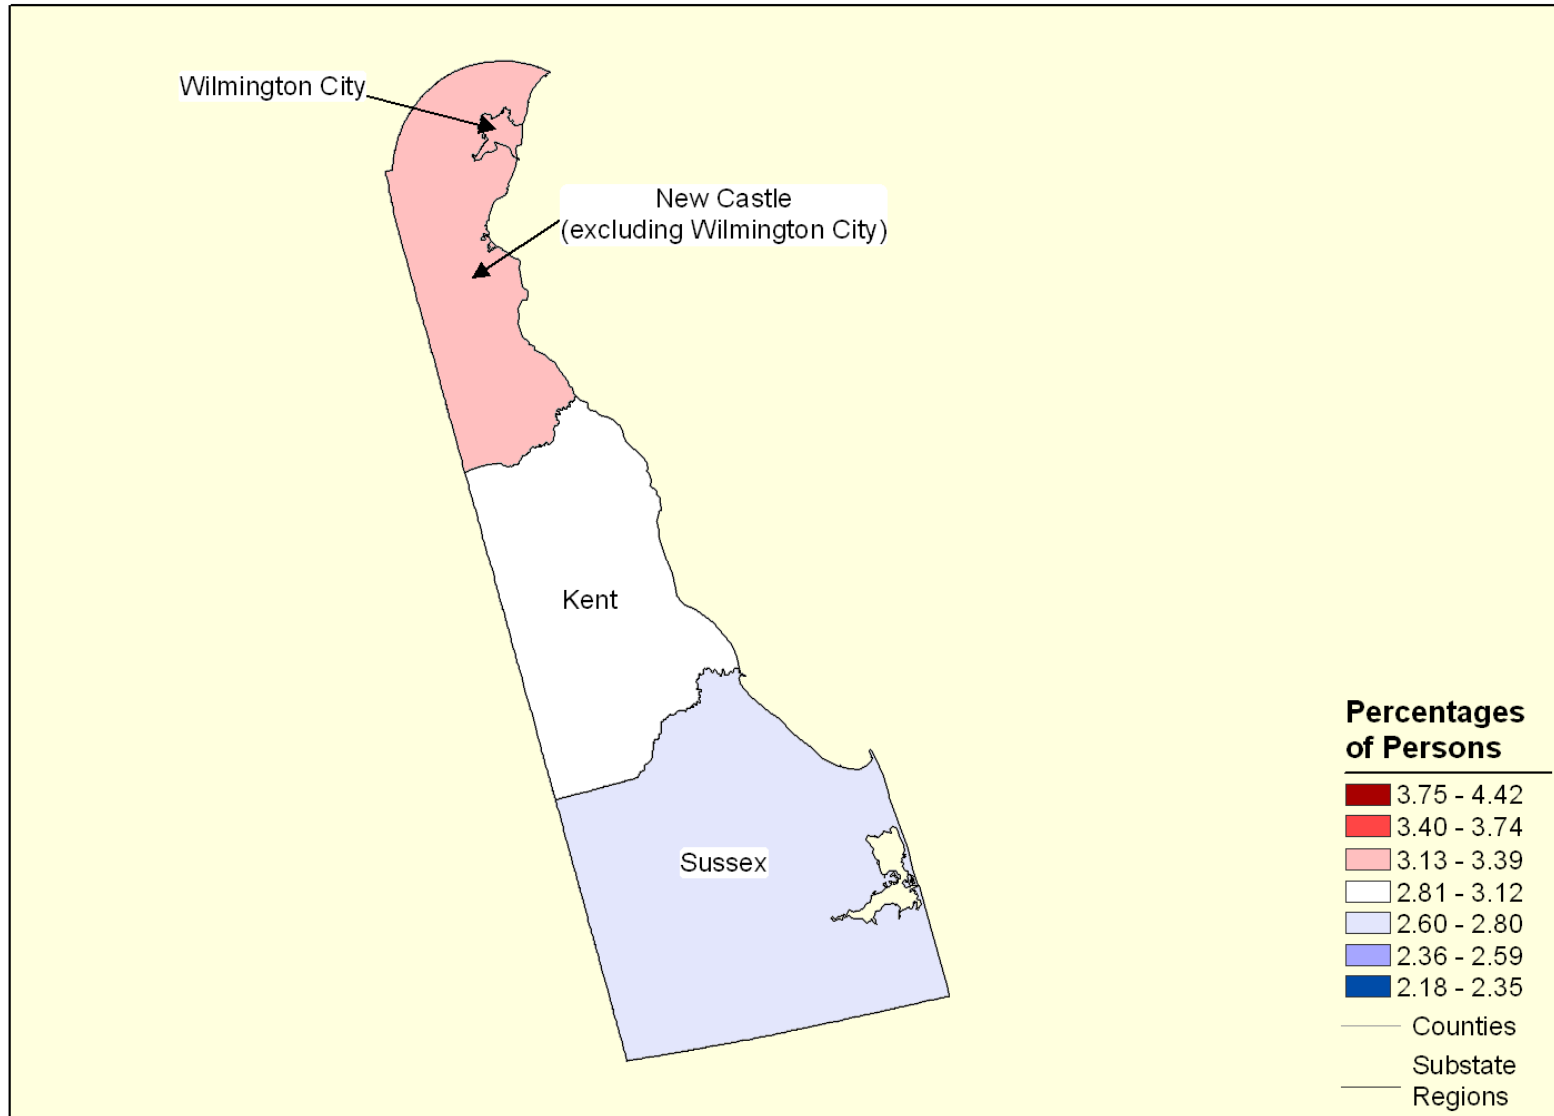 Wilmington City
New Castle
(excluding Wilmington City)
Kent
Sussex
Percentages
of Persons
3.75 - 4.42
3.40 - 3.74
3.13 - 3.39
2.81 - 3.12
2.60 - 2.80
2.36 - 2.59
2.18 - 2.35
Counties
Substate
Regions